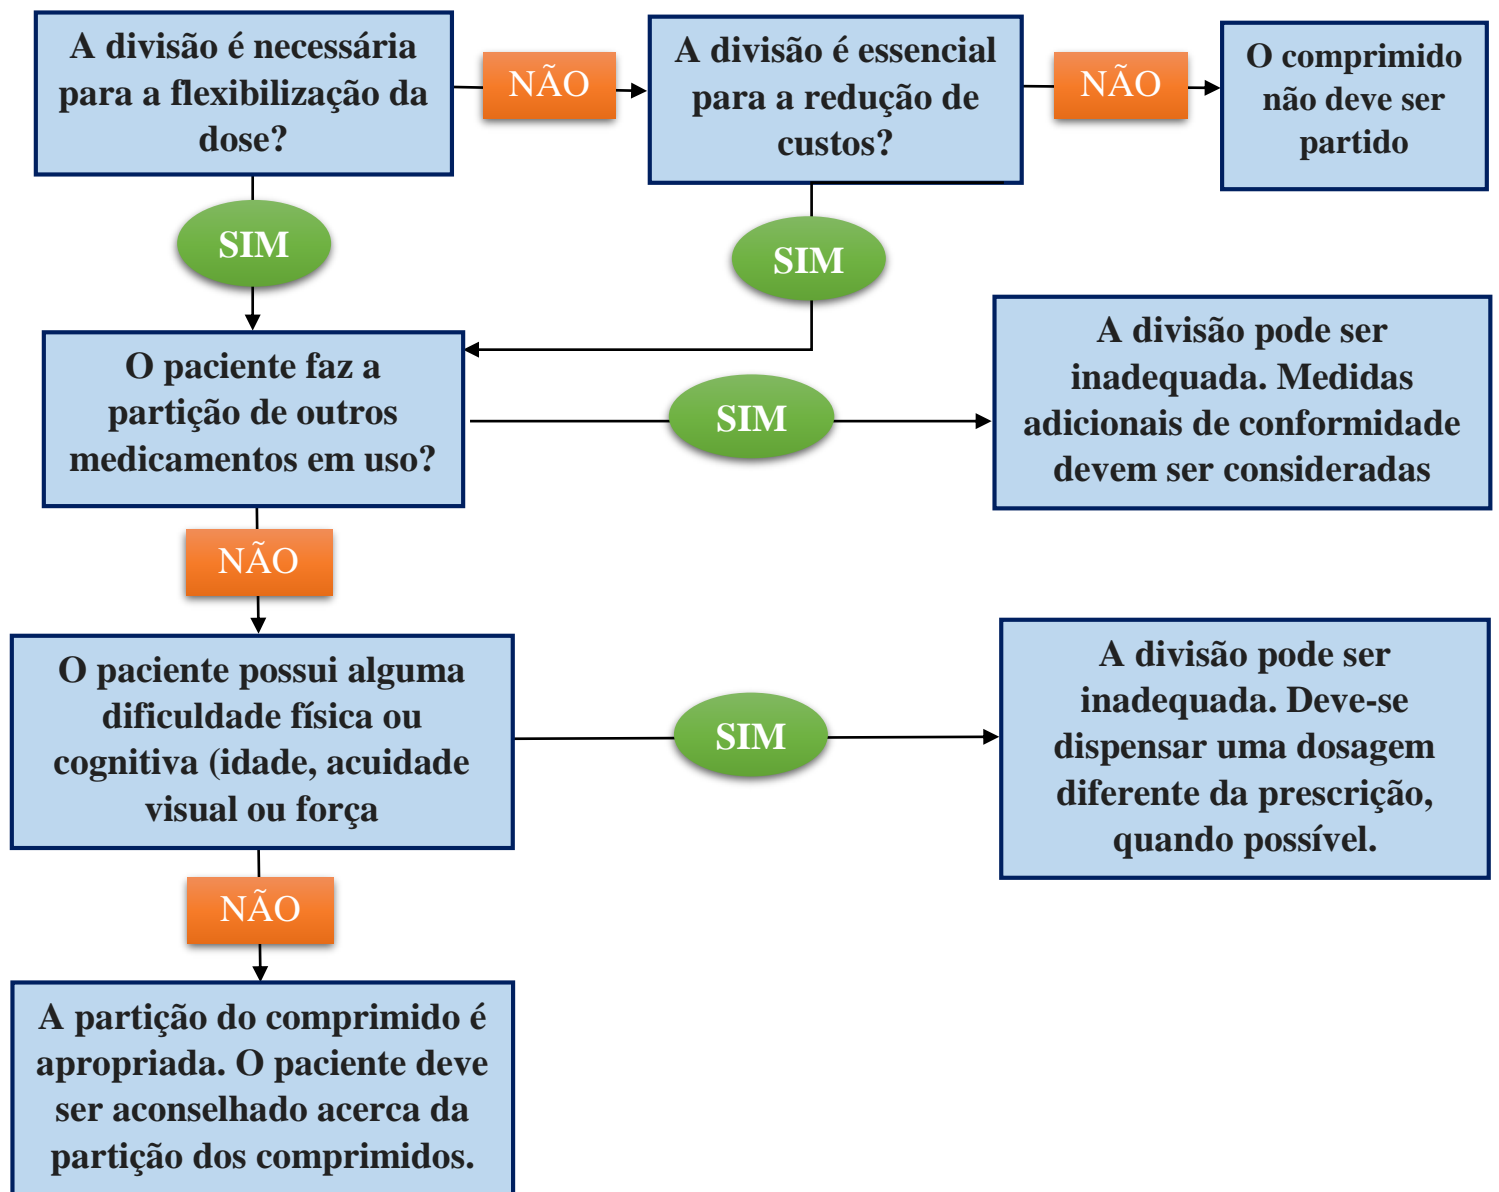 A divisão é necessária
para a flexibilização da
dose?
NÃO
A divisão é essencial
para a redução de
custos?
NÃO
O comprimido
não deve ser
partido
SIM
SIM
O paciente faz a
partição de outros
medicamentos em uso?
SIM
A divisão pode ser
inadequada. Medidas
adicionais de conformidade
devem ser consideradas
NÃO
O paciente possui alguma
dificuldade física ou
cognitiva (idade, acuidade
visual ou força
SIM
A divisão pode ser
inadequada. Deve-se
dispensar uma dosagem
diferente da prescrição,
quando possível.
NÃO
A partição do comprimido é
apropriada. O paciente deve
ser aconselhado acerca da
partição dos comprimidos.